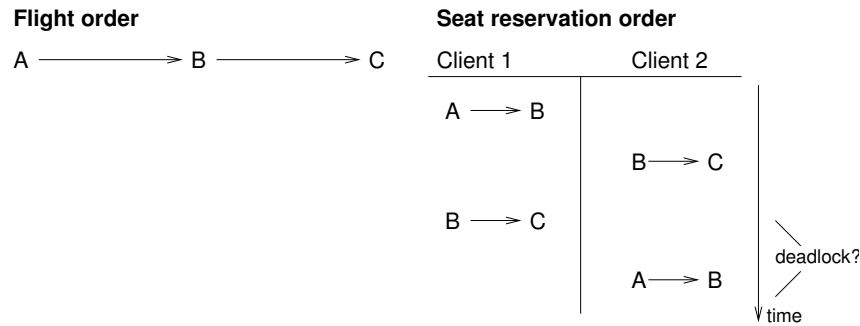 Flight order
A B C
Seat reservation order
Client 1 Client 2
A B
B C
B C
deadlock?
A B
time